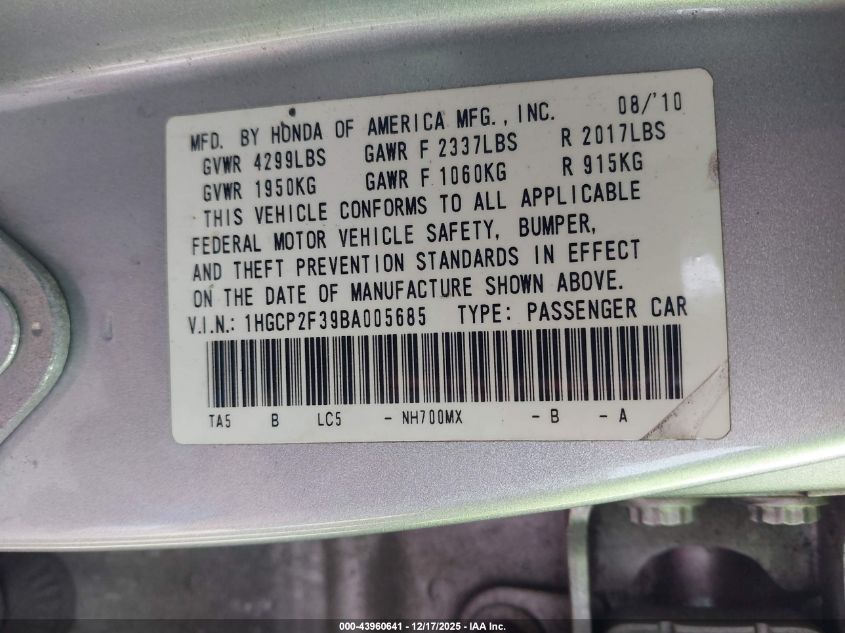 MFD. BY HONDA OF AMERICA MFG., INC. 08/'10
GVWR 4299LBS GAWR F 2337LBS R 2017LBS
GVWR 1950KG GAWR F 1060KG R 915KG
THIS VEHICLE CONFORMS TO ALL APPLICABLE
FEDERAL MOTOR VEHICLE SAFETY, BUMPER,
AND THEFT PREVENTION STANDARDS IN EFFECT
ON THE DATE OF MANUFACTURE SHOWN ABOVE.
V.I.N.: 1HGCP2F39BA005685 TYPE: PASSENGER CAR
TA5 B LC5 - NH700MX - B - A
000-43960641 - 12/17/2025 - IAA Inc.